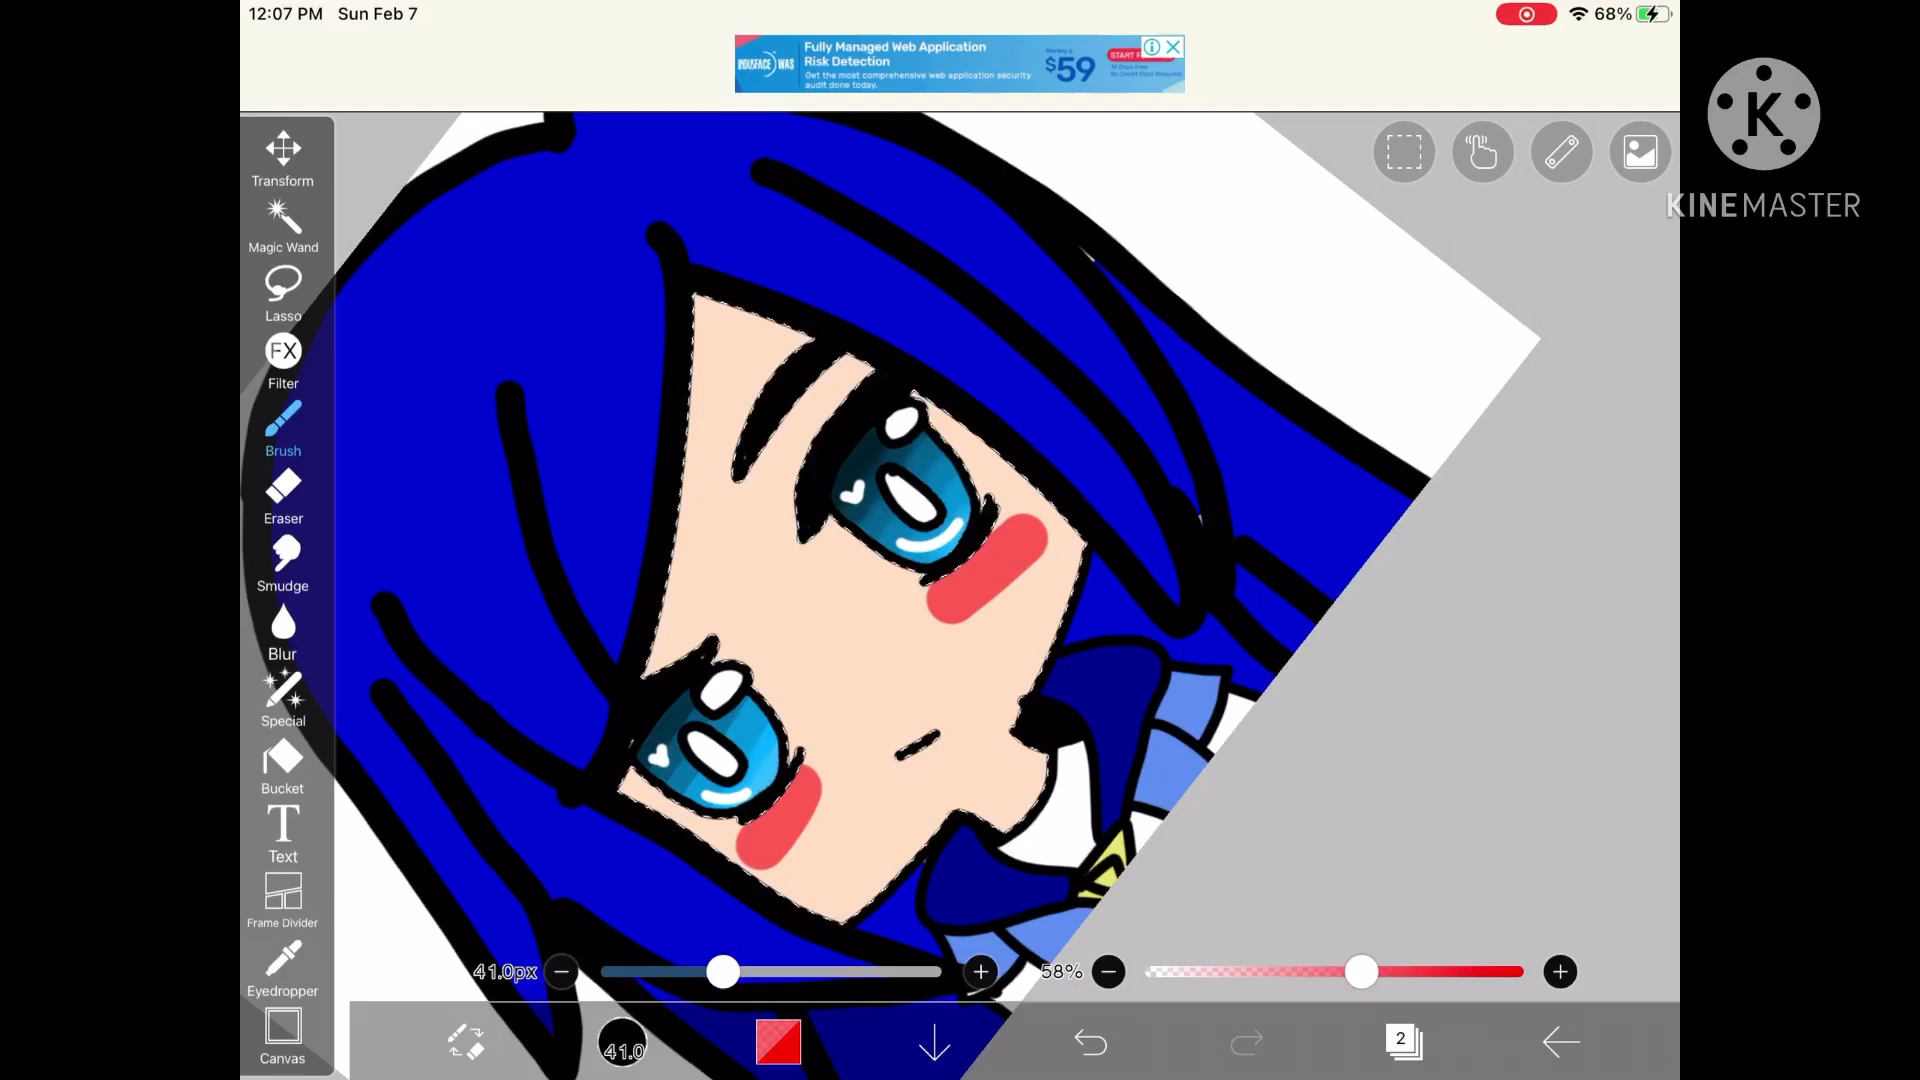 12:07 PM Sun Feb 7
68%
INDUSFACE WAS
Fully Managed Web Application
Risk Detection
Get the most comprehensive web application security
audit done today.
Starting @
$59
START
14 Days Free
No Credit Card Required
K
KINEMASTER
Transform
Magic Wand
Lasso
FX
Filter
Brush
Eraser
Smudge
Blur
Special
Bucket
T
Text
Frame Divider
Eyedropper
Canvas
41.0px
58%
41.0
2